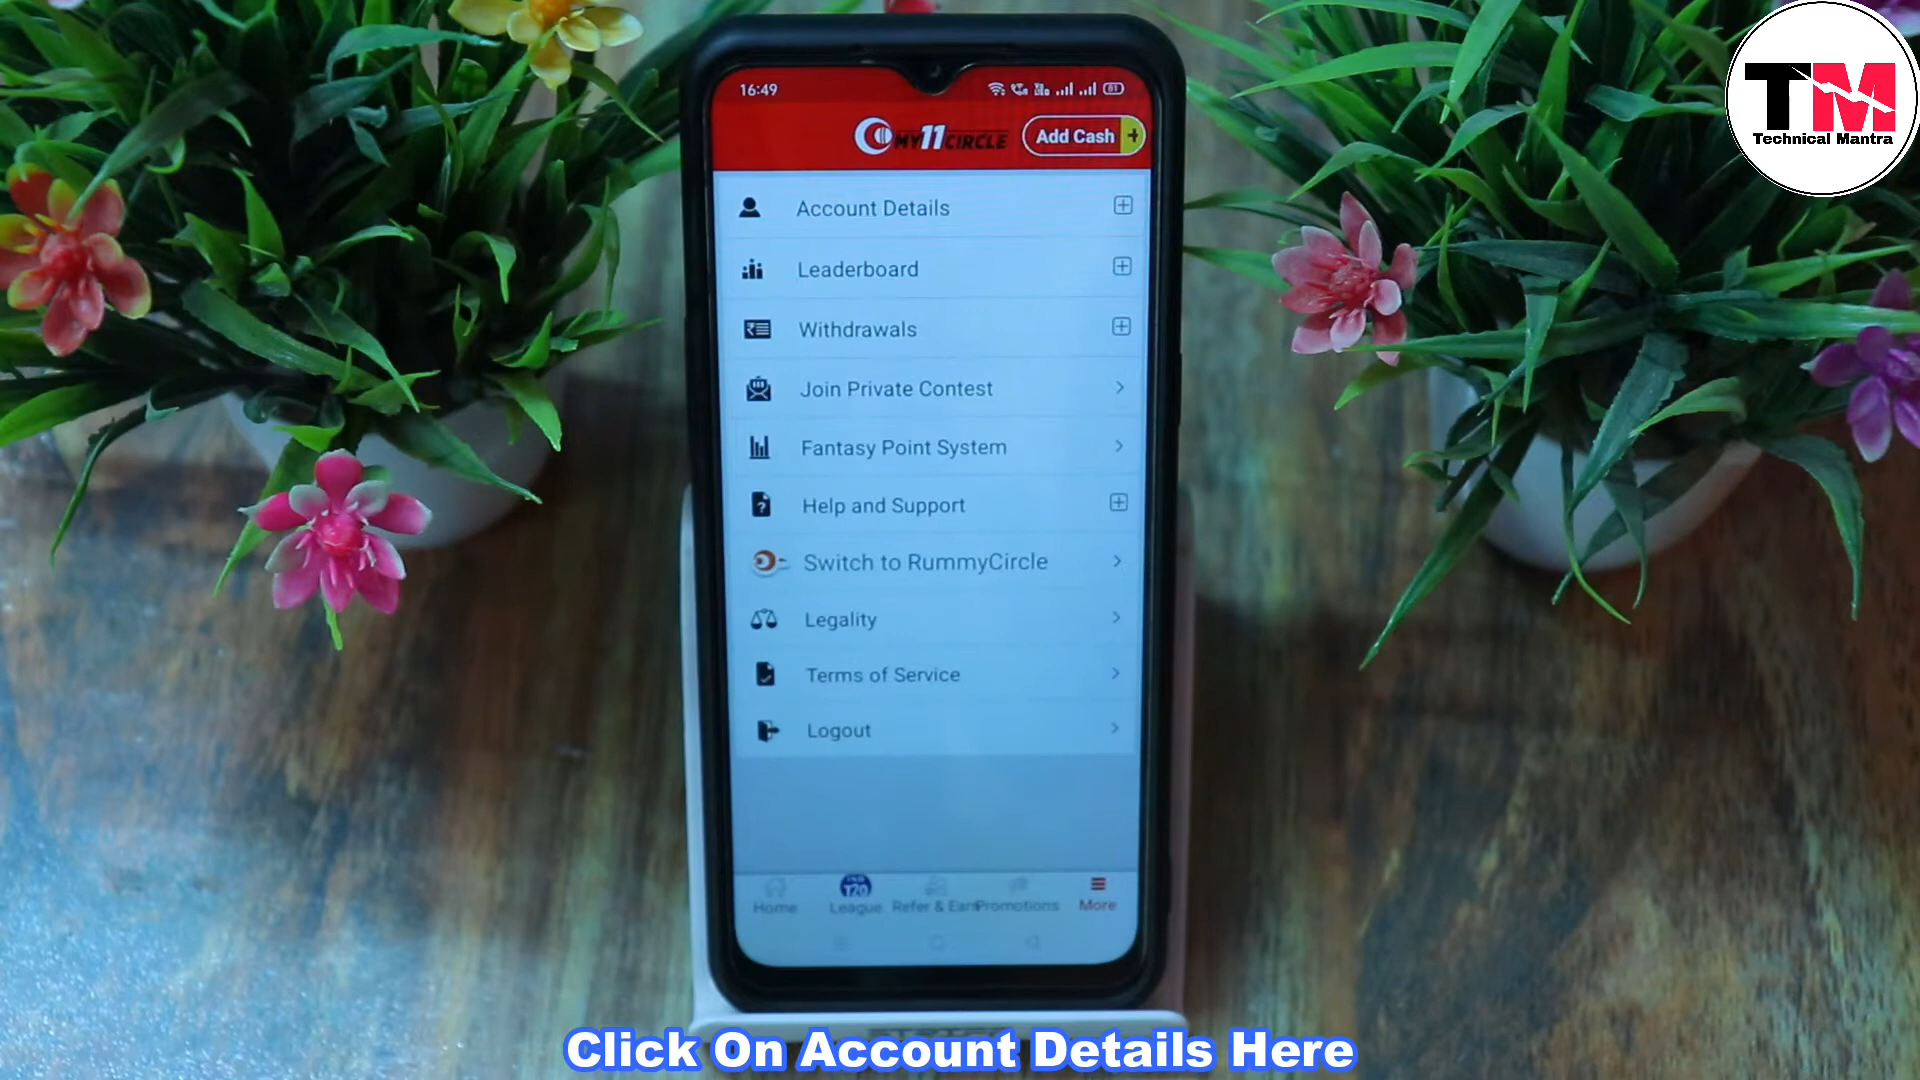 16:49
MY11CIRCLE
Add Cash +
TM
Technical Mantra
Account Details
Leaderboard
Withdrawals
Join Private Contest
Fantasy Point System
Help and Support
Switch to RummyCircle
Legality
Terms of Service
Logout
Home
T20
League
Refer & Earn
Promotions
More
Click On Account Details Here